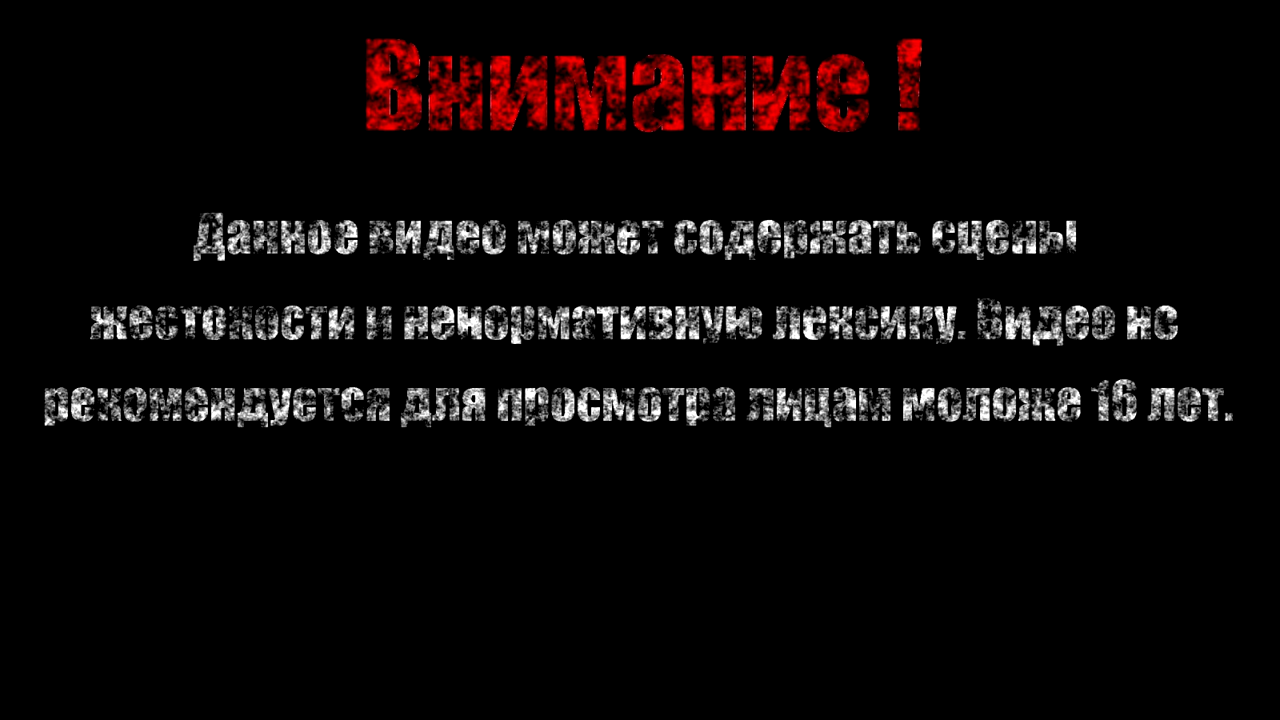 Внимание !
Данное видео может содержать сцены
жестокости и ненормативную лексику. Видео не
рекомендуется для просмотра лицам моложе 16 лет.